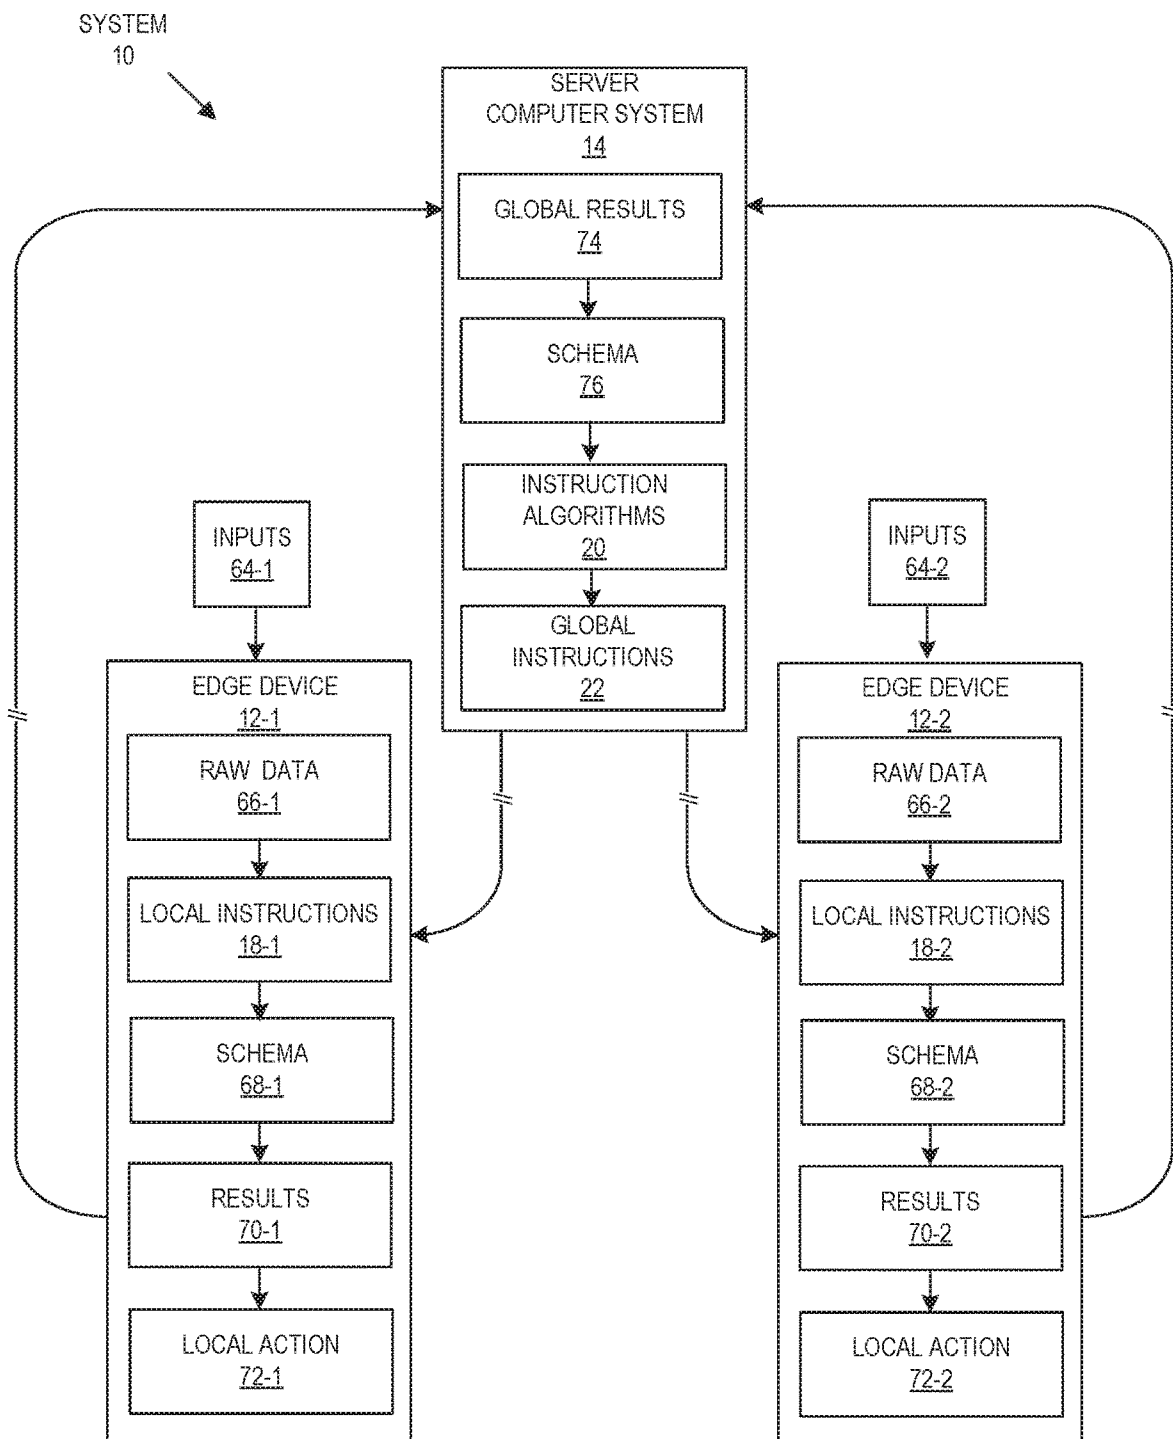 SYSTEM
10
SERVER
COMPUTER SYSTEM
14
GLOBAL RESULTS
74
SCHEMA
76
INSTRUCTION
ALGORITHMS
20
GLOBAL
INSTRUCTIONS
22
INPUTS
64-1
EDGE DEVICE
12-1
RAW DATA
66-1
LOCAL INSTRUCTIONS
18-1
SCHEMA
68-1
RESULTS
70-1
LOCAL ACTION
72-1
INPUTS
64-2
EDGE DEVICE
12-2
RAW DATA
66-2
LOCAL INSTRUCTIONS
18-2
SCHEMA
68-2
RESULTS
70-2
LOCAL ACTION
72-2